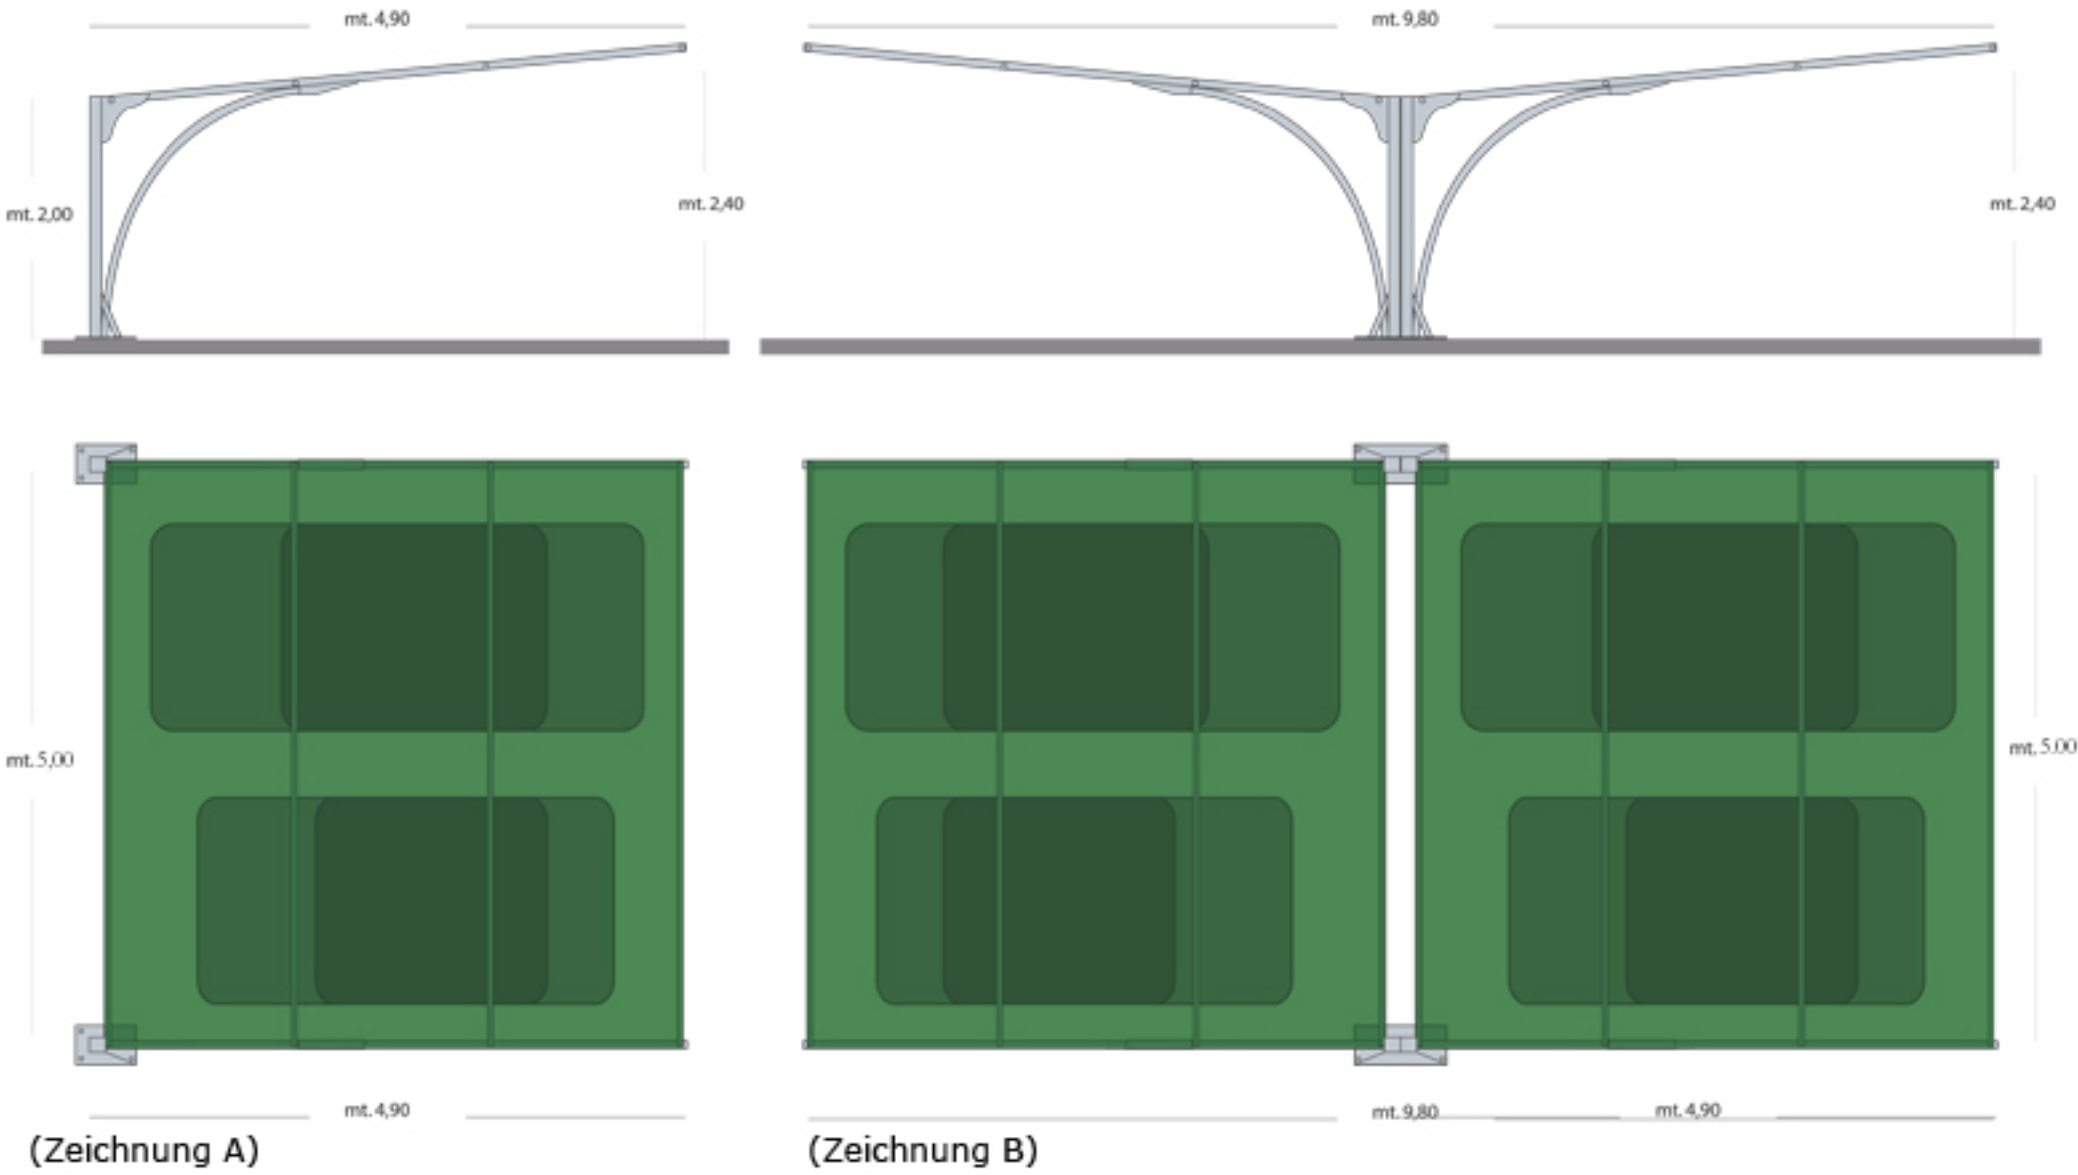 mt. 4,90
mt. 9,80
mt. 2,00
mt. 2,40
mt. 2,40
mt. 5,00
mt. 5.00
mt. 4,90
mt. 9,80
mt. 4,90
(Zeichnung A)
(Zeichnung B)